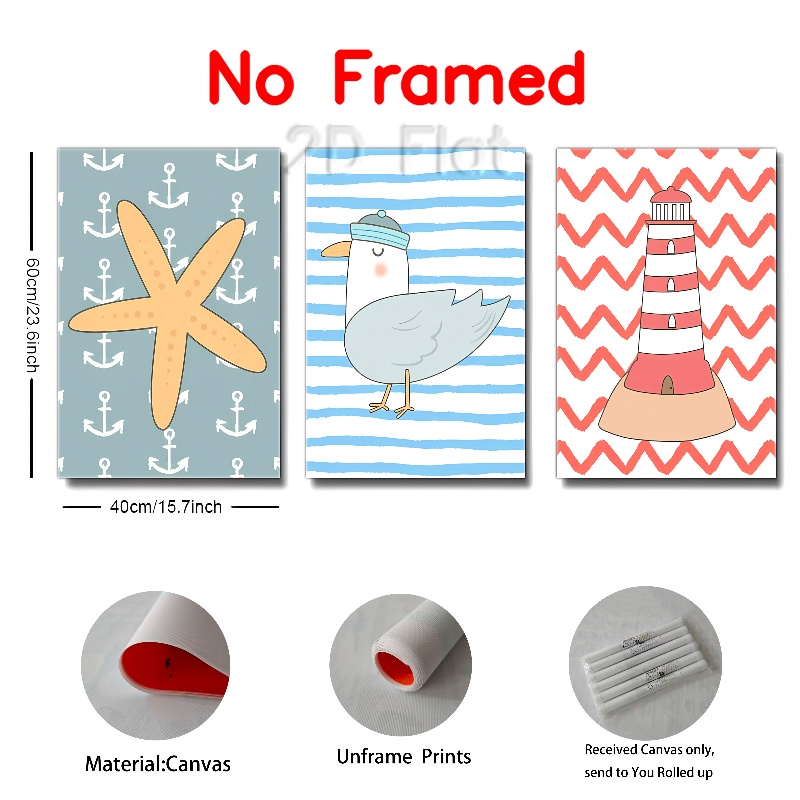 No Framed
2D Flat
60cm/23.6inch
40cm/15.7inch
Material:Canvas
Unframe Prints
Received Canvas only,
send to You Rolled up